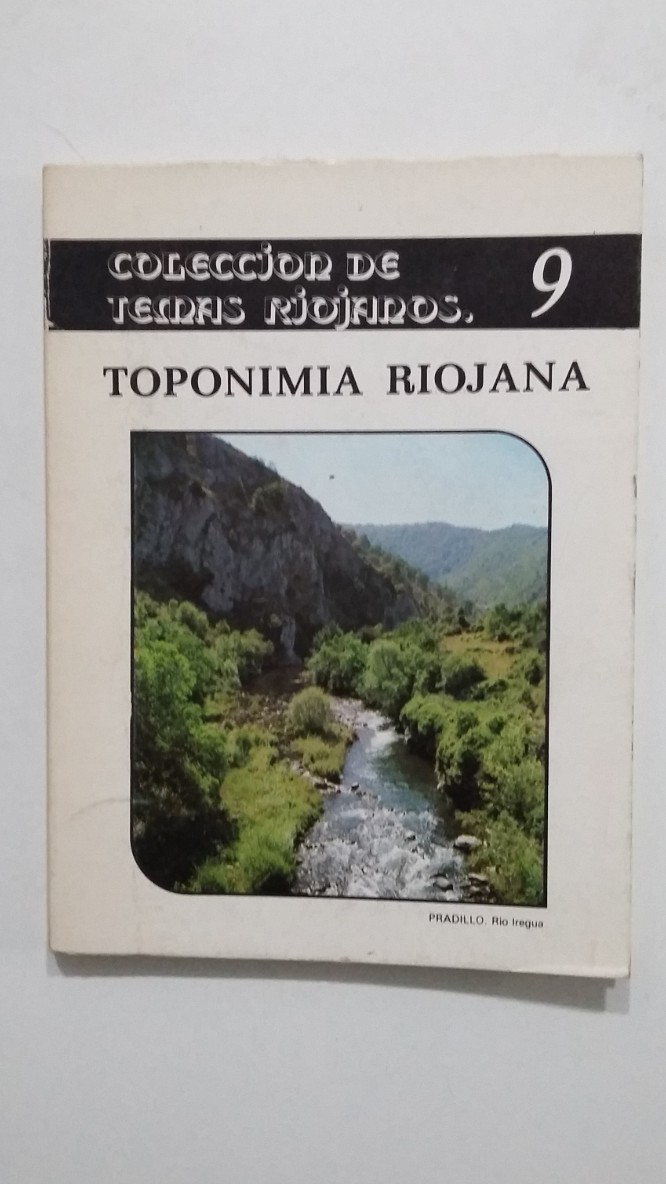 COLECCION DE
TEMAS RIOJANOS.
9
TOPONIMIA RIOJANA
PRADILLO. Rio Iregua